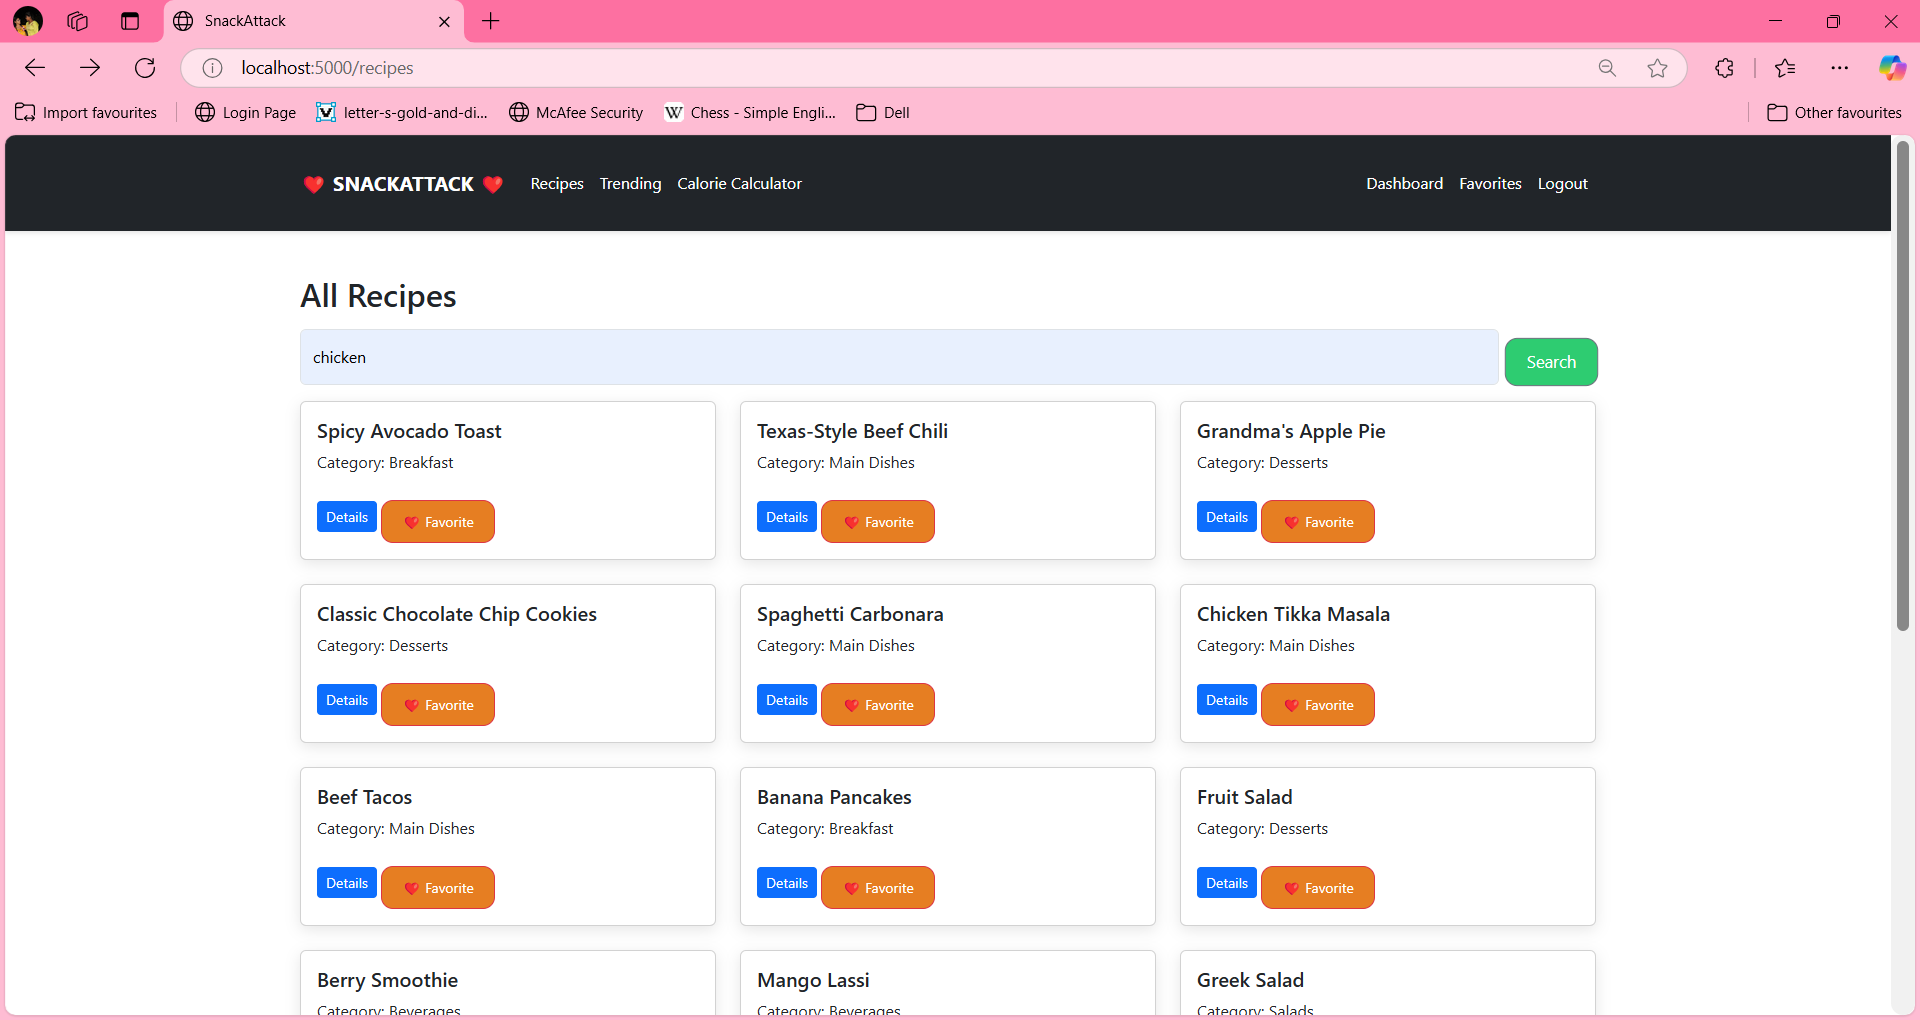 SnackAttack
localhost:5000/recipes
Import favourites
Login Page
letter-s-gold-and-di...
McAfee Security
Chess - Simple Engli...
Dell
Other favourites
❤️ SNACKATTACK ❤️
Recipes
Trending
Calorie Calculator
Dashboard
Favorites
Logout
All Recipes
chicken
Search
Spicy Avocado Toast
Category: Breakfast
Details
❤️ Favorite
Texas-Style Beef Chili
Category: Main Dishes
Details
❤️ Favorite
Grandma's Apple Pie
Category: Desserts
Details
❤️ Favorite
Classic Chocolate Chip Cookies
Category: Desserts
Details
❤️ Favorite
Spaghetti Carbonara
Category: Main Dishes
Details
❤️ Favorite
Chicken Tikka Masala
Category: Main Dishes
Details
❤️ Favorite
Beef Tacos
Category: Main Dishes
Details
❤️ Favorite
Banana Pancakes
Category: Breakfast
Details
❤️ Favorite
Fruit Salad
Category: Desserts
Details
❤️ Favorite
Berry Smoothie
Category: Beverages
Mango Lassi
Category: Beverages
Greek Salad
Category: Salads